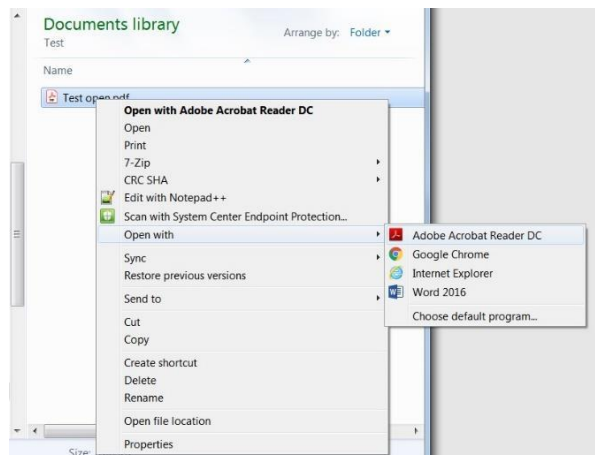 Documents library
Test
Arrange by: Folder
Name
Test open.pdf
Open with Adobe Acrobat Reader DC
Open
Print
7-Zip
CRC SHA
Edit with Notepad++
Scan with System Center Endpoint Protection...
Open with
Sync
Restore previous versions
Send to
Cut
Copy
Create shortcut
Delete
Rename
Open file location
Properties
Adobe Acrobat Reader DC
Google Chrome
Internet Explorer
Word 2016
Choose default program...
Size: